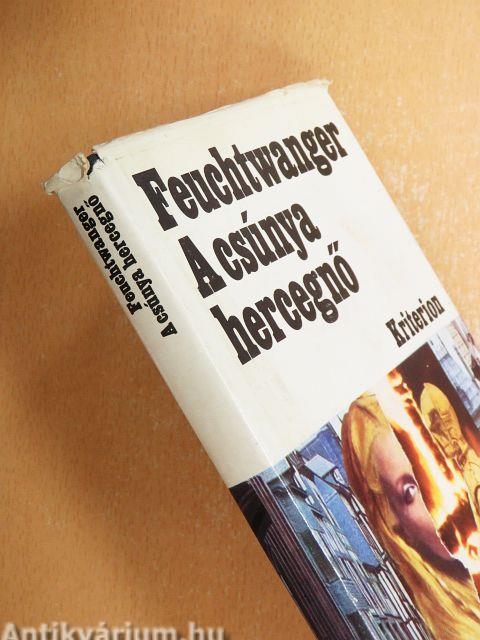 Feuchtwanger
A csúnya
hercegnő
Kriterion
Feuchtwanger
A csúnya hercegnő
Antikvárium.hu